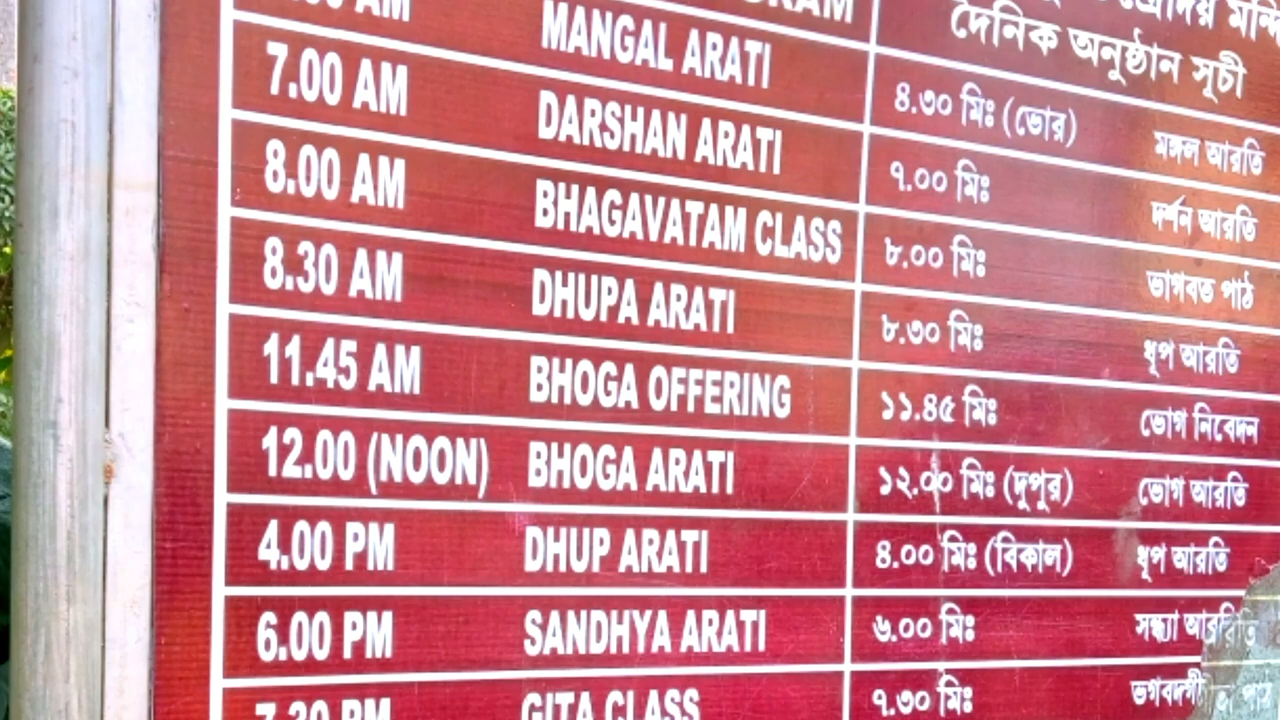 AM MANGAL ARATI
7.00 AM DARSHAN ARATI
8.00 AM BHAGAVATAM CLASS
8.30 AM DHUPA ARATI
11.45 AM BHOGA OFFERING
12.00 (NOON) BHOGA ARATI
4.00 PM DHUP ARATI
6.00 PM SANDHYA ARATI
7.30 PM GITA CLASS
দৈনিক অনুষ্ঠান সূচী
৪.৩০ মিঃ (ভোর) মঙ্গল আরতি
৭.০০ মিঃ দর্শন আরতি
৮.০০ মিঃ ভাগবত পাঠ
৮.৩০ মিঃ ধূপ আরতি
১১.৪৫ মিঃ ভোগ নিবেদন
১২.০০ মিঃ (দুপুর) ভোগ আরতি
৪.০০ মিঃ (বিকাল) ধূপ আরতি
৬.০০ মিঃ সন্ধ্যা
৭.৩০ মিঃ পাঠ